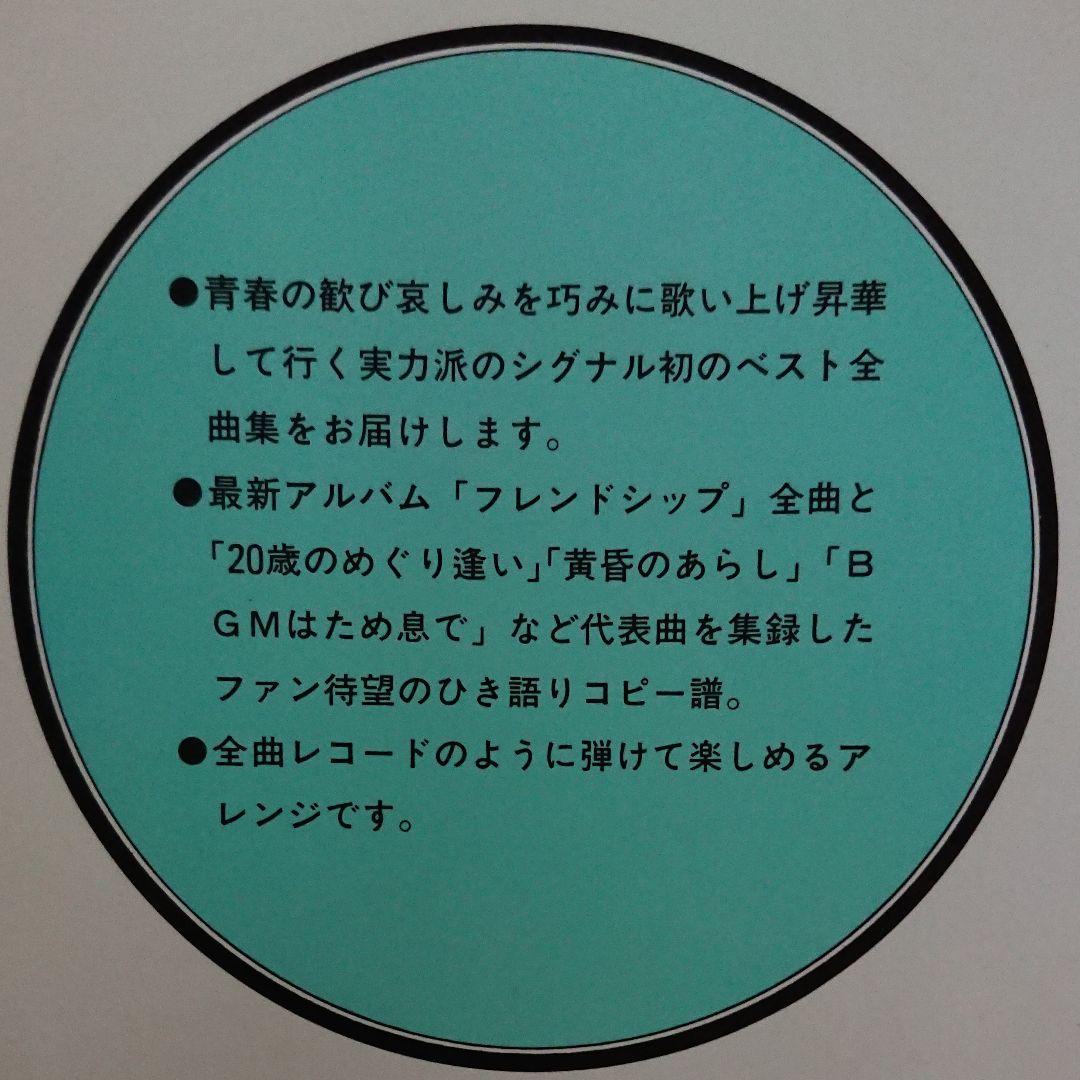 ●青春の歓び哀しみを巧みに歌い上げ昇華
して行く実力派のシグナル初のベスト全
曲集をお届けします。
●最新アルバム「フレンドシップ」全曲と
「20歳のめぐり逢い」「黄昏のあらし」「B
GMはため息で」など代表曲を集録した
ファン待望のひき語りコピー譜。
●全曲レコードのように弾けて楽しめるア
レンジです。